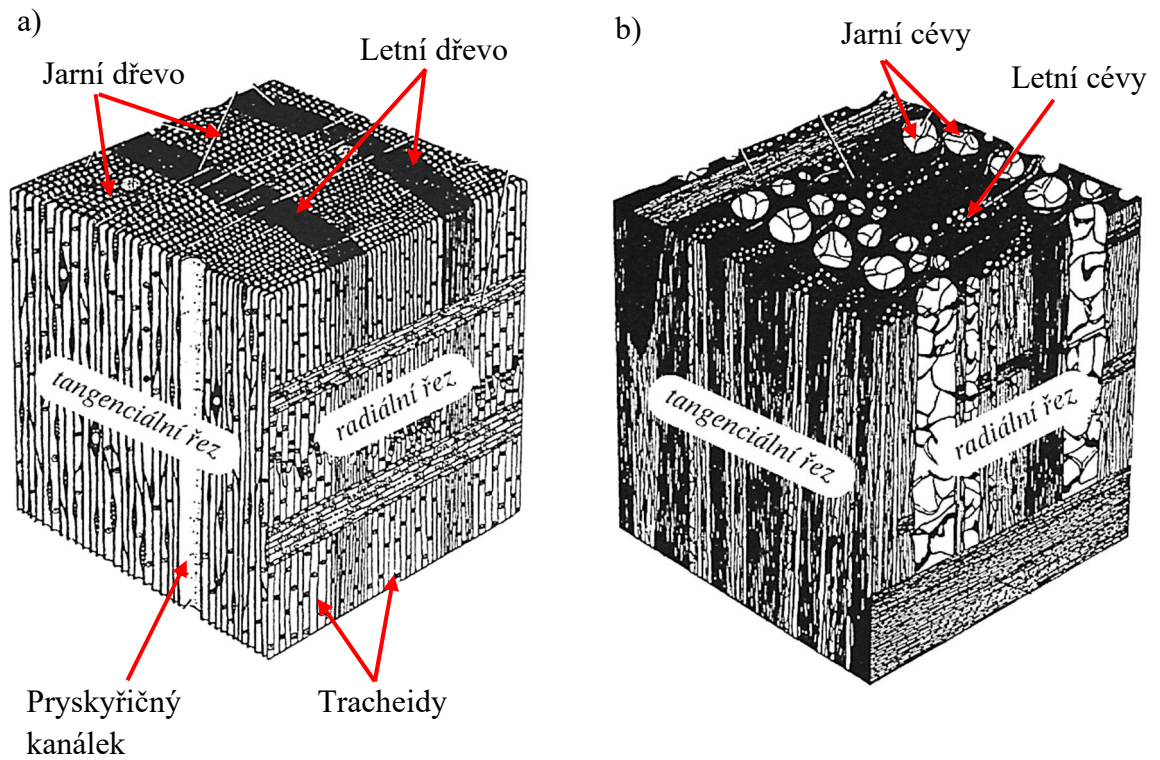 a)
Jarní dřevo
Letní dřevo
tangenciální řez
radiální řez
Pryskyřičný
kanálek
Tracheidy
b)
Jarní cévy
Letní cévy
tangenciální řez
radiální řez